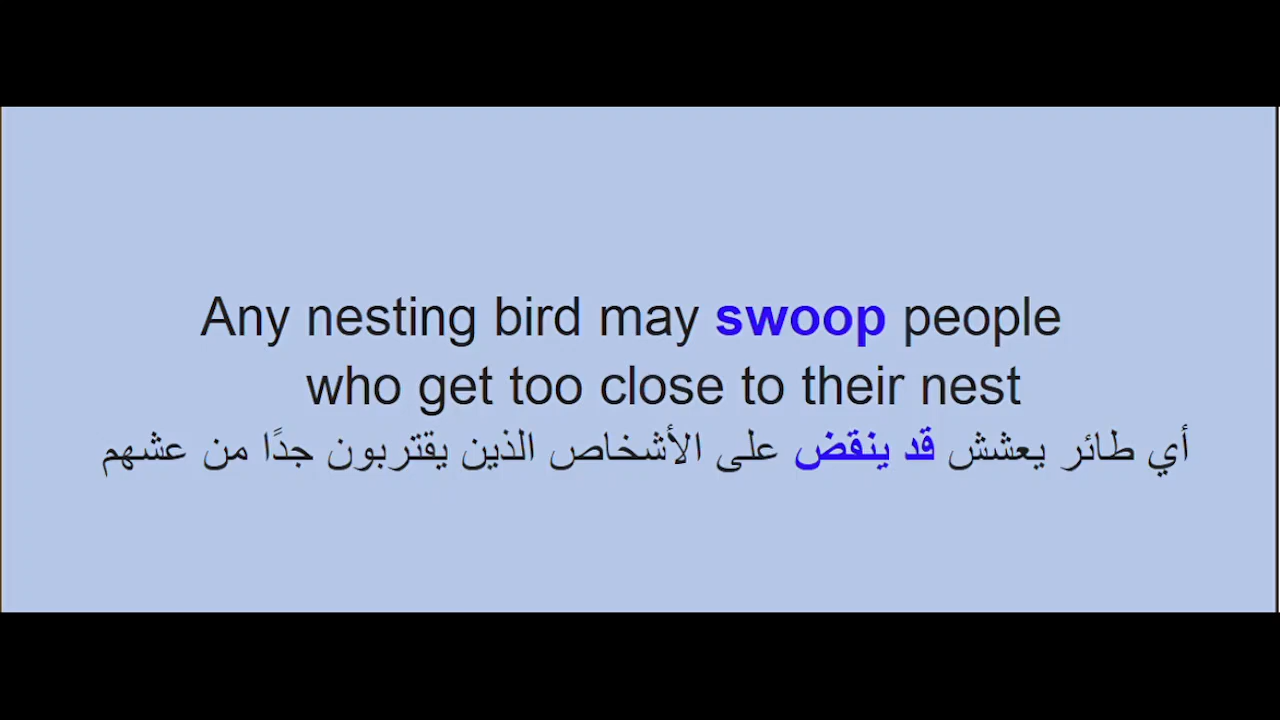 Any nesting bird may swoop people
who get too close to their nest
أي طائر يعشش قد ينقض على الأشخاص الذين يقتربون جدًا من عشهم